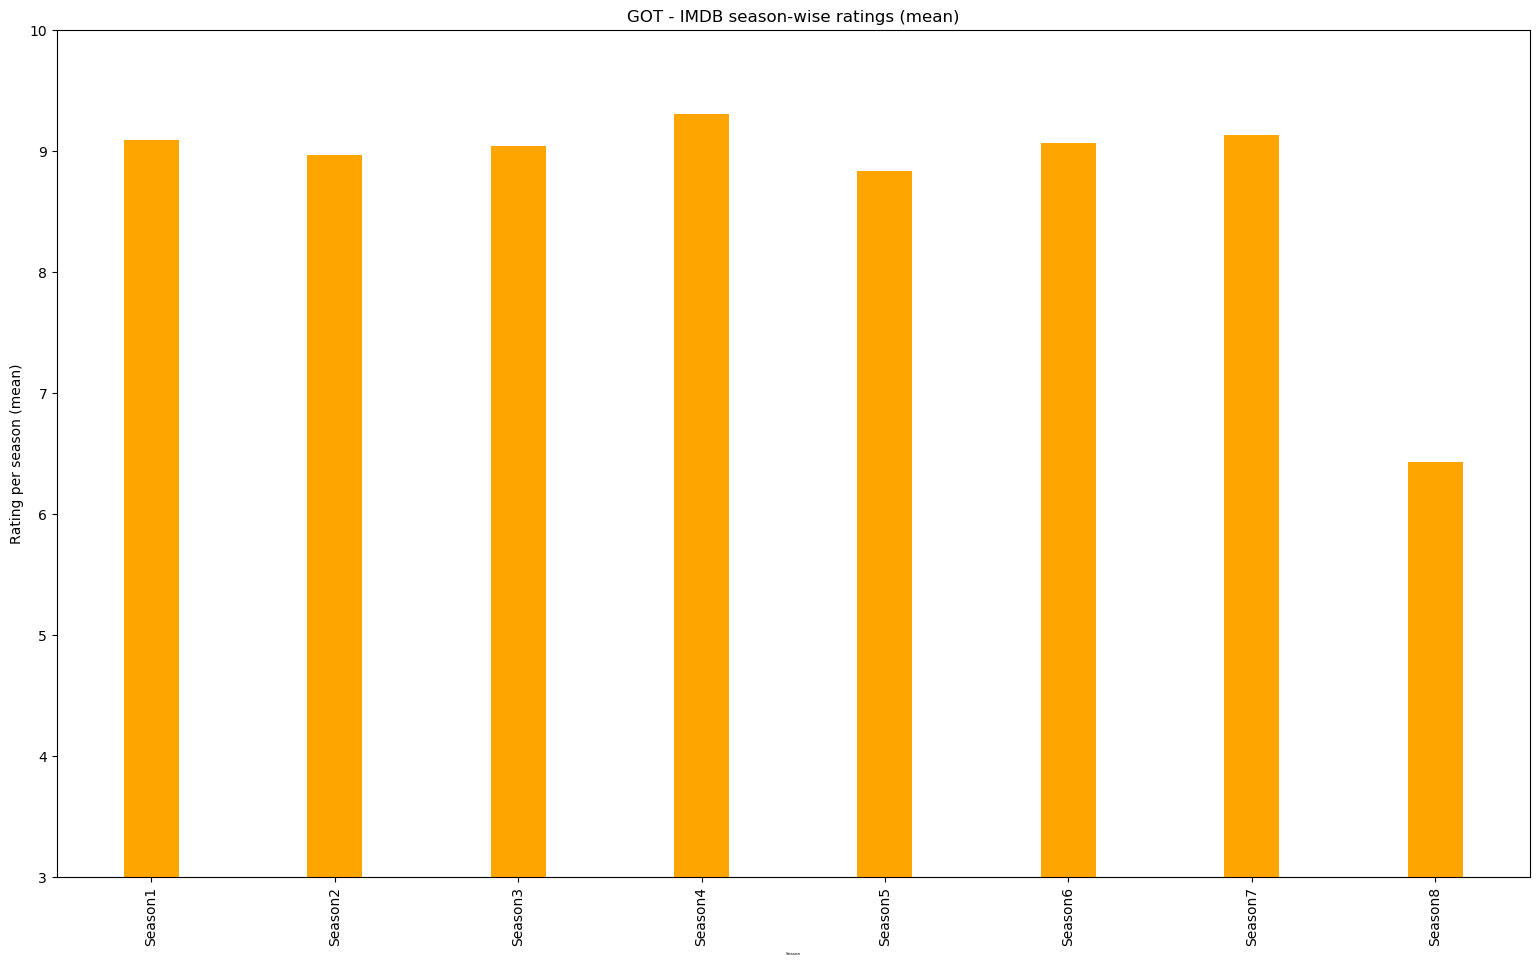 GOT - IMDB season-wise ratings (mean)
Rating per season (mean)
10
9
8
7
6
5
4
3
Season1
Season2
Season3
Season4
Season5
Season6
Season7
Season8
Season